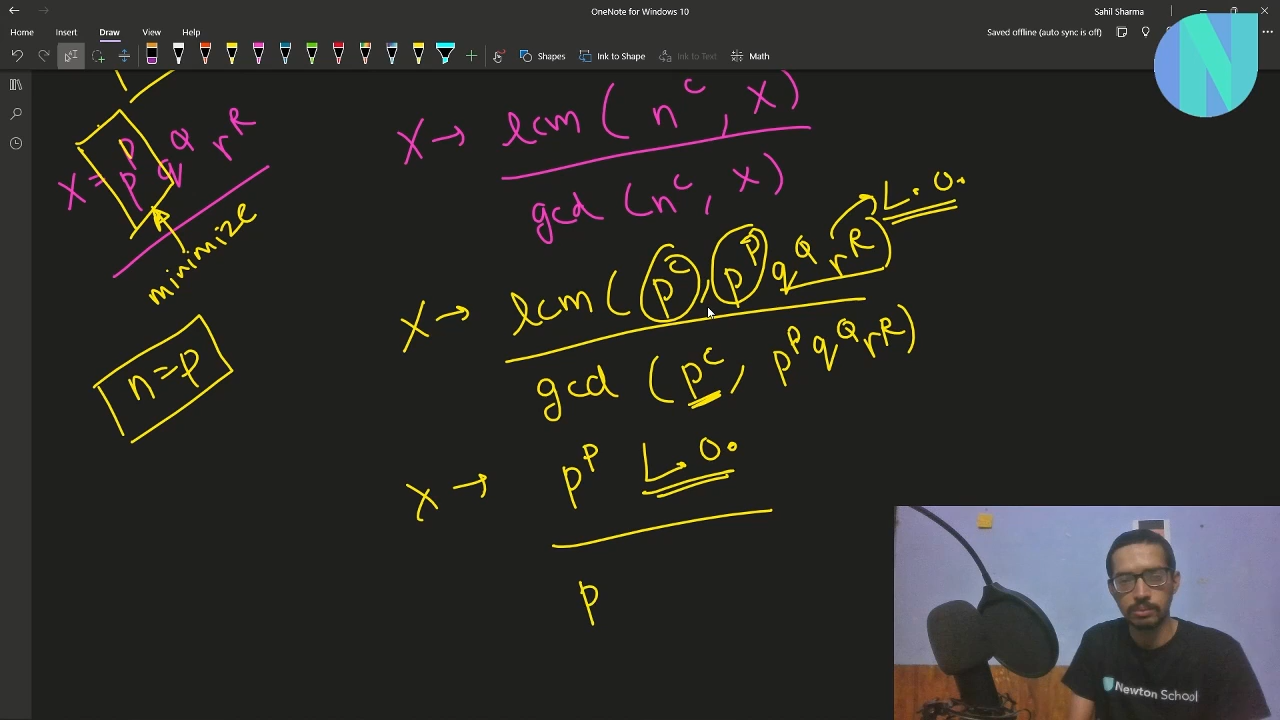 OneNote for Windows 10
Sahil Sharma
Home Insert Draw View Help
Saved offline (auto sync is off)
Shapes Ink to Shape Ink to Text Math
X = p^P q^Q r^R
minimize
n = p
X → lcm ( n^c , X )
gcd ( n^c , X )
L. O.
X → lcm ( p^c , p^P q^Q r^R )
gcd ( p^c , p^P q^Q r^R )
X → p^P L. O.
p
Newton School